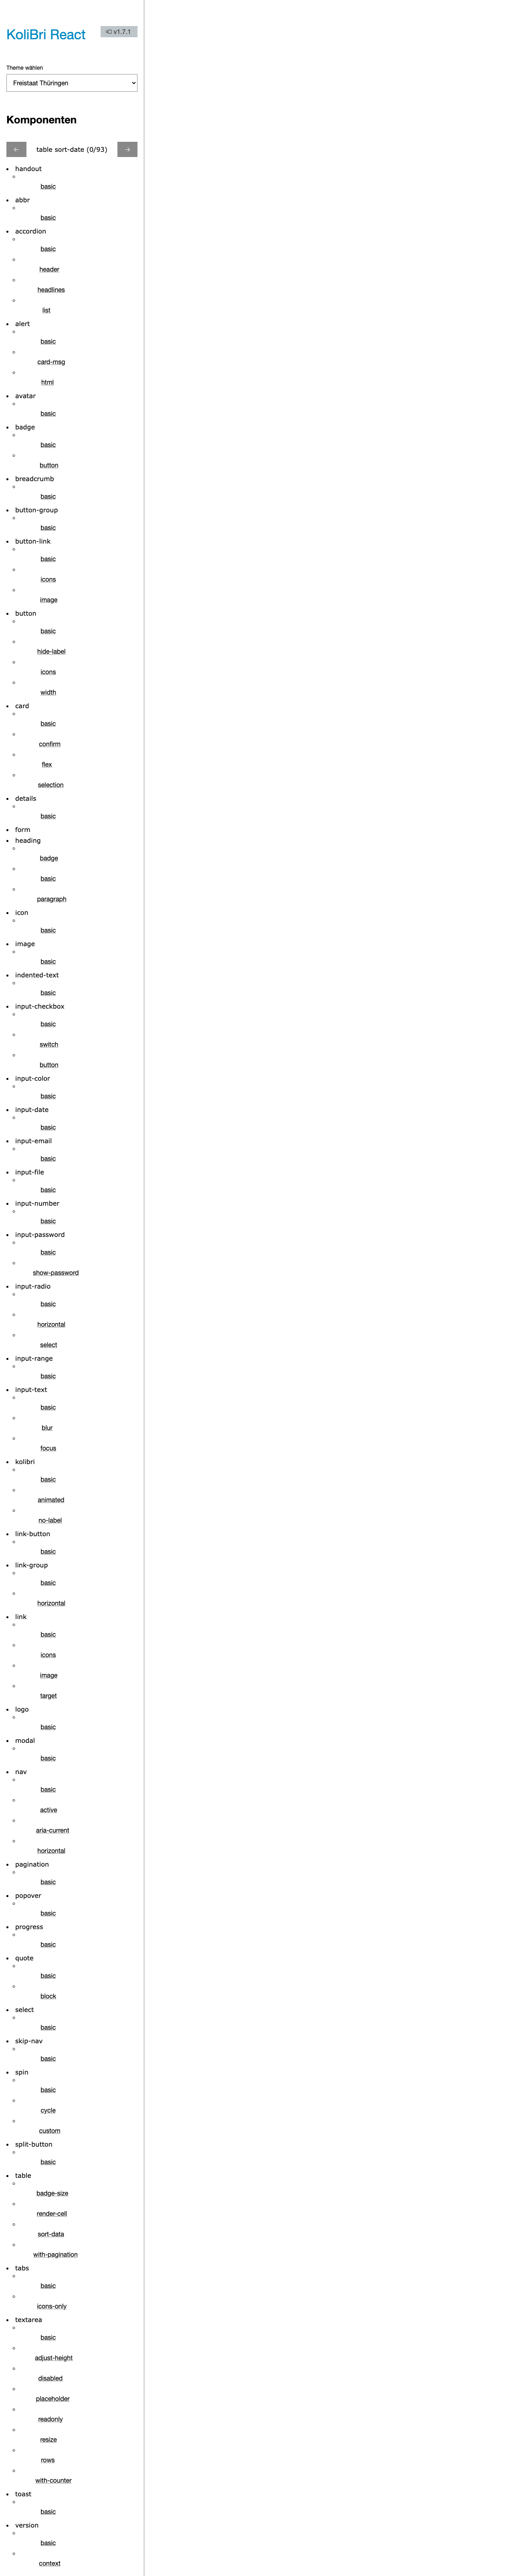 KoliBri React
v1.7.1
Theme wählen
Freistaat Thüringen
Komponenten
← table sort-date (0/93) →
handout
basic
abbr
basic
accordion
basic
header
headlines
list
alert
basic
card-msg
html
avatar
basic
badge
basic
button
breadcrumb
basic
button-group
basic
button-link
basic
icons
image
button
basic
hide-label
icons
width
card
basic
confirm
flex
selection
details
basic
form
heading
badge
basic
paragraph
icon
basic
image
basic
indented-text
basic
input-checkbox
basic
switch
button
input-color
basic
input-date
basic
input-email
basic
input-file
basic
input-number
basic
input-password
basic
show-password
input-radio
basic
horizontal
select
input-range
basic
input-text
basic
blur
focus
kolibri
basic
animated
no-label
link-button
basic
link-group
basic
horizontal
link
basic
icons
image
target
logo
basic
modal
basic
nav
basic
active
aria-current
horizontal
pagination
basic
popover
basic
progress
basic
quote
basic
block
select
basic
skip-nav
basic
spin
basic
cycle
custom
split-button
basic
table
badge-size
render-cell
sort-data
with-pagination
tabs
basic
icons-only
textarea
basic
adjust-height
disabled
placeholder
readonly
resize
rows
with-counter
toast
basic
version
basic
context